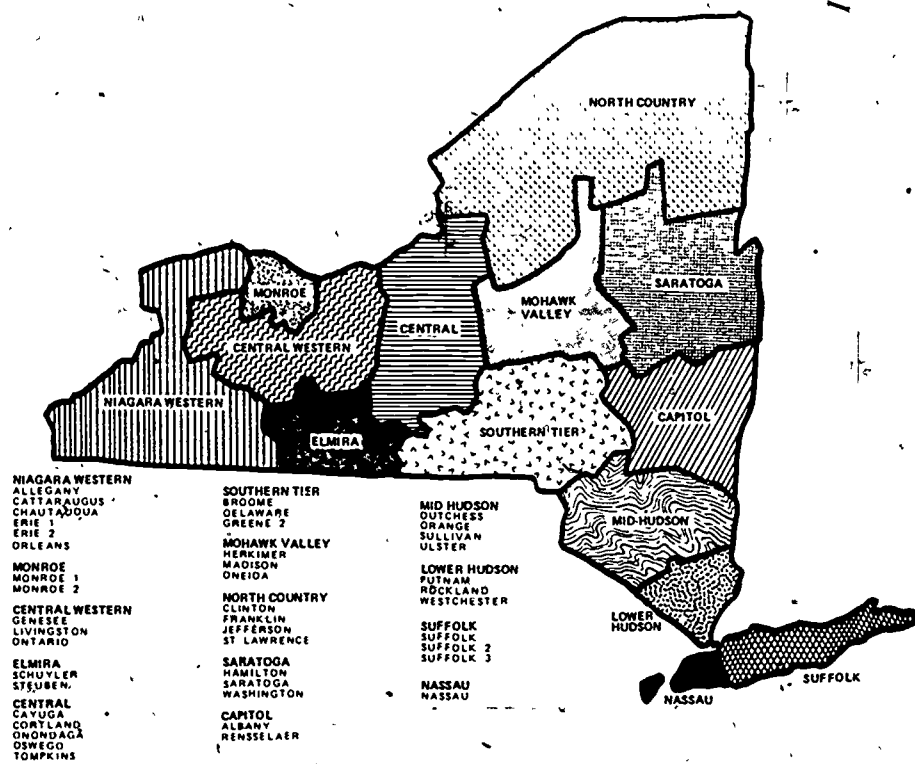 NORTH COUNTRY
SARATOGA
MONROE
MOHAWK
VALLEY
CENTRAL
CENTRAL WESTERN
NIAGARA WESTERN
CAPITOL
SOUTHERN TIER
ELMIRA
MID-HUDSON
LOWER
HUDSON
SUFFOLK
NASSAU
NIAGARA WESTERN
ALLEGANY
CATTARAUGUS
CHAUTAUQUA
ERIE 1
ERIE 2
ORLEANS
MONROE
MONROE 1
MONROE 2
CENTRAL WESTERN
GENESEE
LIVINGSTON
ONTARIO
ELMIRA
SCHUYLER
STEUBEN
CENTRAL
CAYUGA
CORTLAND
ONONDAGA
OSWEGO
TOMPKINS
SOUTHERN TIER
BROOME
DELAWARE
GREENE 2
MOHAWK VALLEY
HERKIMER
MADISON
ONEIDA
NORTH COUNTRY
CLINTON
FRANKLIN
JEFFERSON
ST LAWRENCE
SARATOGA
HAMILTON
SARATOGA
WASHINGTON
CAPITOL
ALBANY
RENSSELAER
MID HUDSON
DUTCHESS
ORANGE
SULLIVAN
ULSTER
LOWER HUDSON
PUTNAM
ROCKLAND
WESTCHESTER
SUFFOLK
SUFFOLK
SUFFOLK 2
SUFFOLK 3
NASSAU
NASSAU